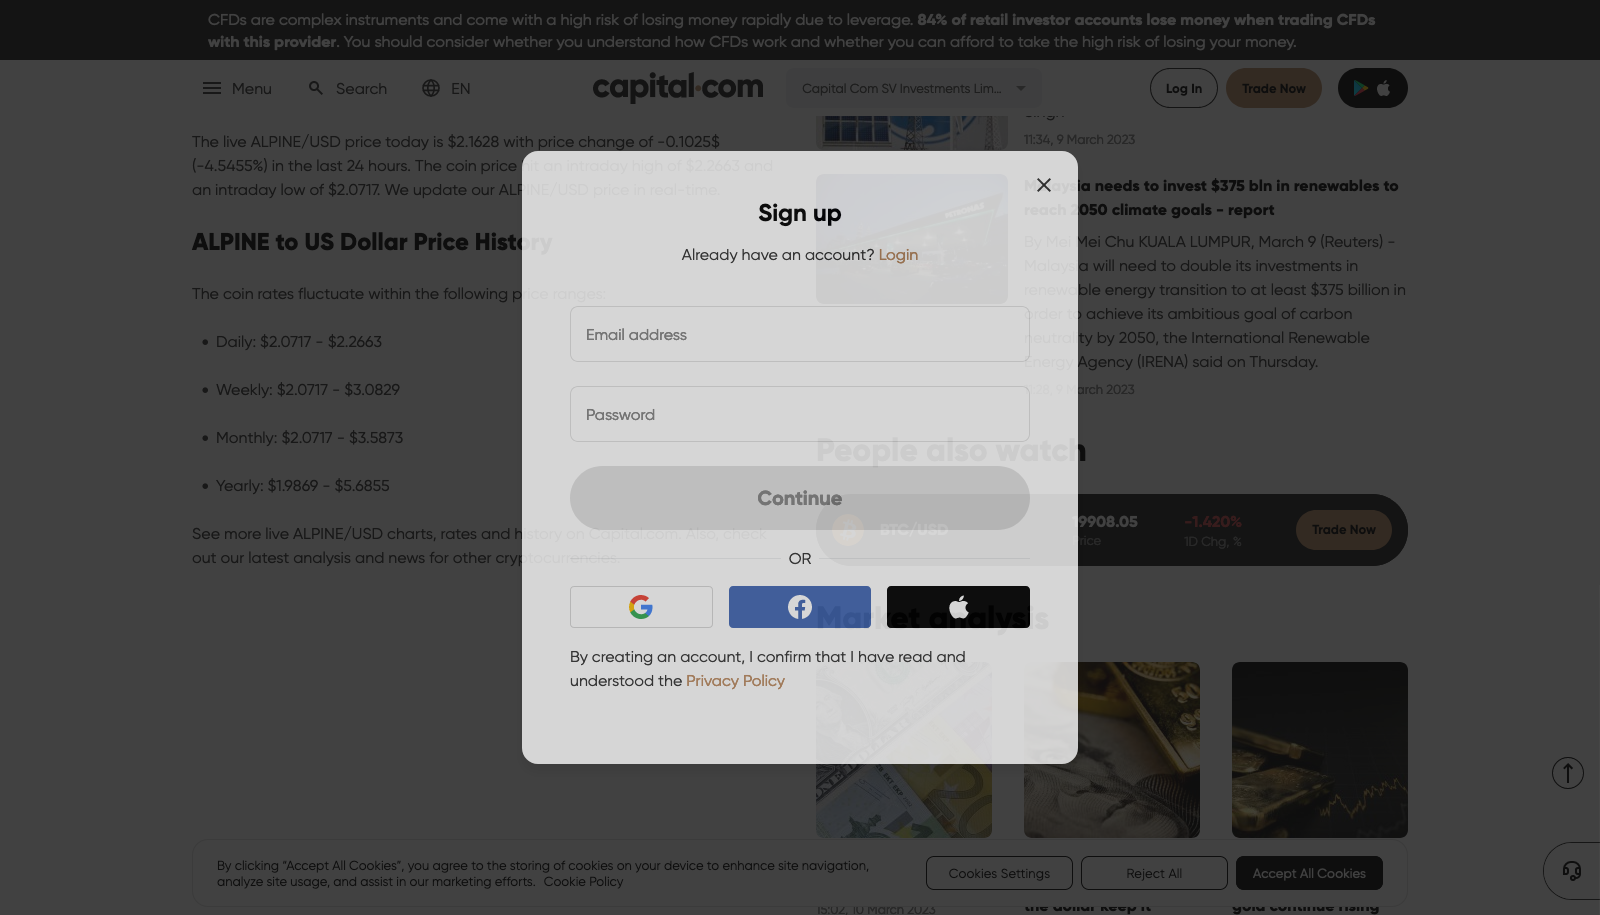 CFDs are complex instruments and come with a high risk of losing money rapidly due to leverage. 84% of retail investor accounts lose money when trading CFDs
with this provider. You should consider whether you understand how CFDs work and whether you can afford to take the high risk of losing your money.
Menu
Search
EN
capital.com
Capital Com SV Investments Lim...
Log In
Trade Now
The live ALPINE/USD price today is $2.1628 with price change of -0.1025$
(-4.5455%) in the last 24 hours. The coin price hit an intraday high of $2.2663 and
an intraday low of $2.0717. We update our ALPINE/USD price in real-time.
ALPINE to US Dollar Price History
The coin rates fluctuate within the following price ranges:
Daily: $2.0717 - $2.2663
Weekly: $2.0717 - $3.0829
Monthly: $2.0717 - $3.5873
Yearly: $1.9869 - $5.6855
See more live ALPINE/USD charts, rates and history on Capital.com. Also, check
out our latest analysis and news for other cryptocurrencies.
Sign up
Already have an account? Login
Email address
Password
Continue
OR
By creating an account, I confirm that I have read and
understood the Privacy Policy
11:34, 9 March 2023
Malaysia needs to invest $375 bln in renewables to
reach 2050 climate goals - report
By Mei Mei Chu KUALA LUMPUR, March 9 (Reuters) -
Malaysia will need to double its investments in
renewable energy transition to at least $375 billion in
order to achieve its ambitious goal of carbon
neutrality by 2050, the International Renewable
Energy Agency (IRENA) said on Thursday.
March 2023
People also watch
BTC/USD
19908.05
Price
-1.420%
1D Chg, %
Trade Now
Market analysis
15:02, 10 March 2023
the dollar keep it
gold continue rising
By clicking “Accept All Cookies”, you agree to the storing of cookies on your device to enhance site navigation,
analyze site usage, and assist in our marketing efforts. Cookie Policy
Cookies Settings
Reject All
Accept All Cookies